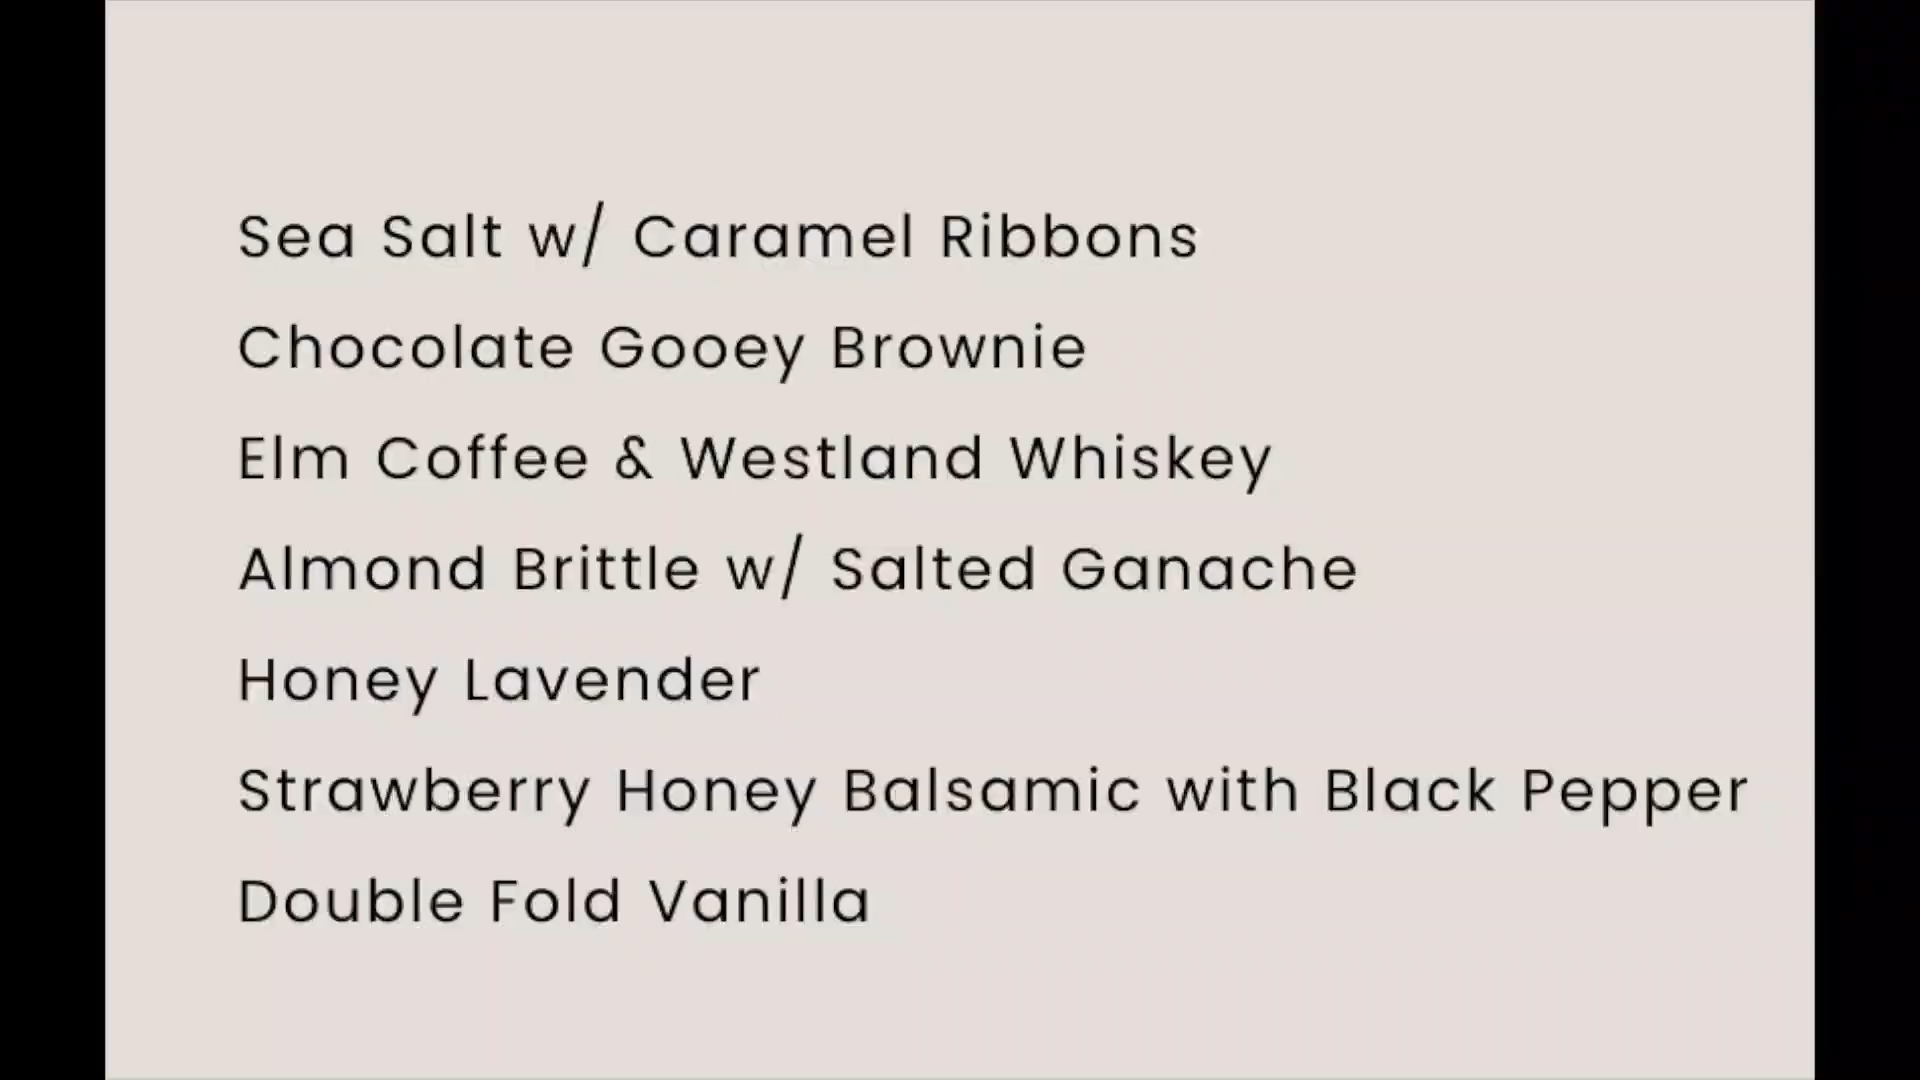 Sea Salt w/ Caramel Ribbons
Chocolate Gooey Brownie
Elm Coffee & Westland Whiskey
Almond Brittle w/ Salted Ganache
Honey Lavender
Strawberry Honey Balsamic with Black Pepper
Double Fold Vanilla